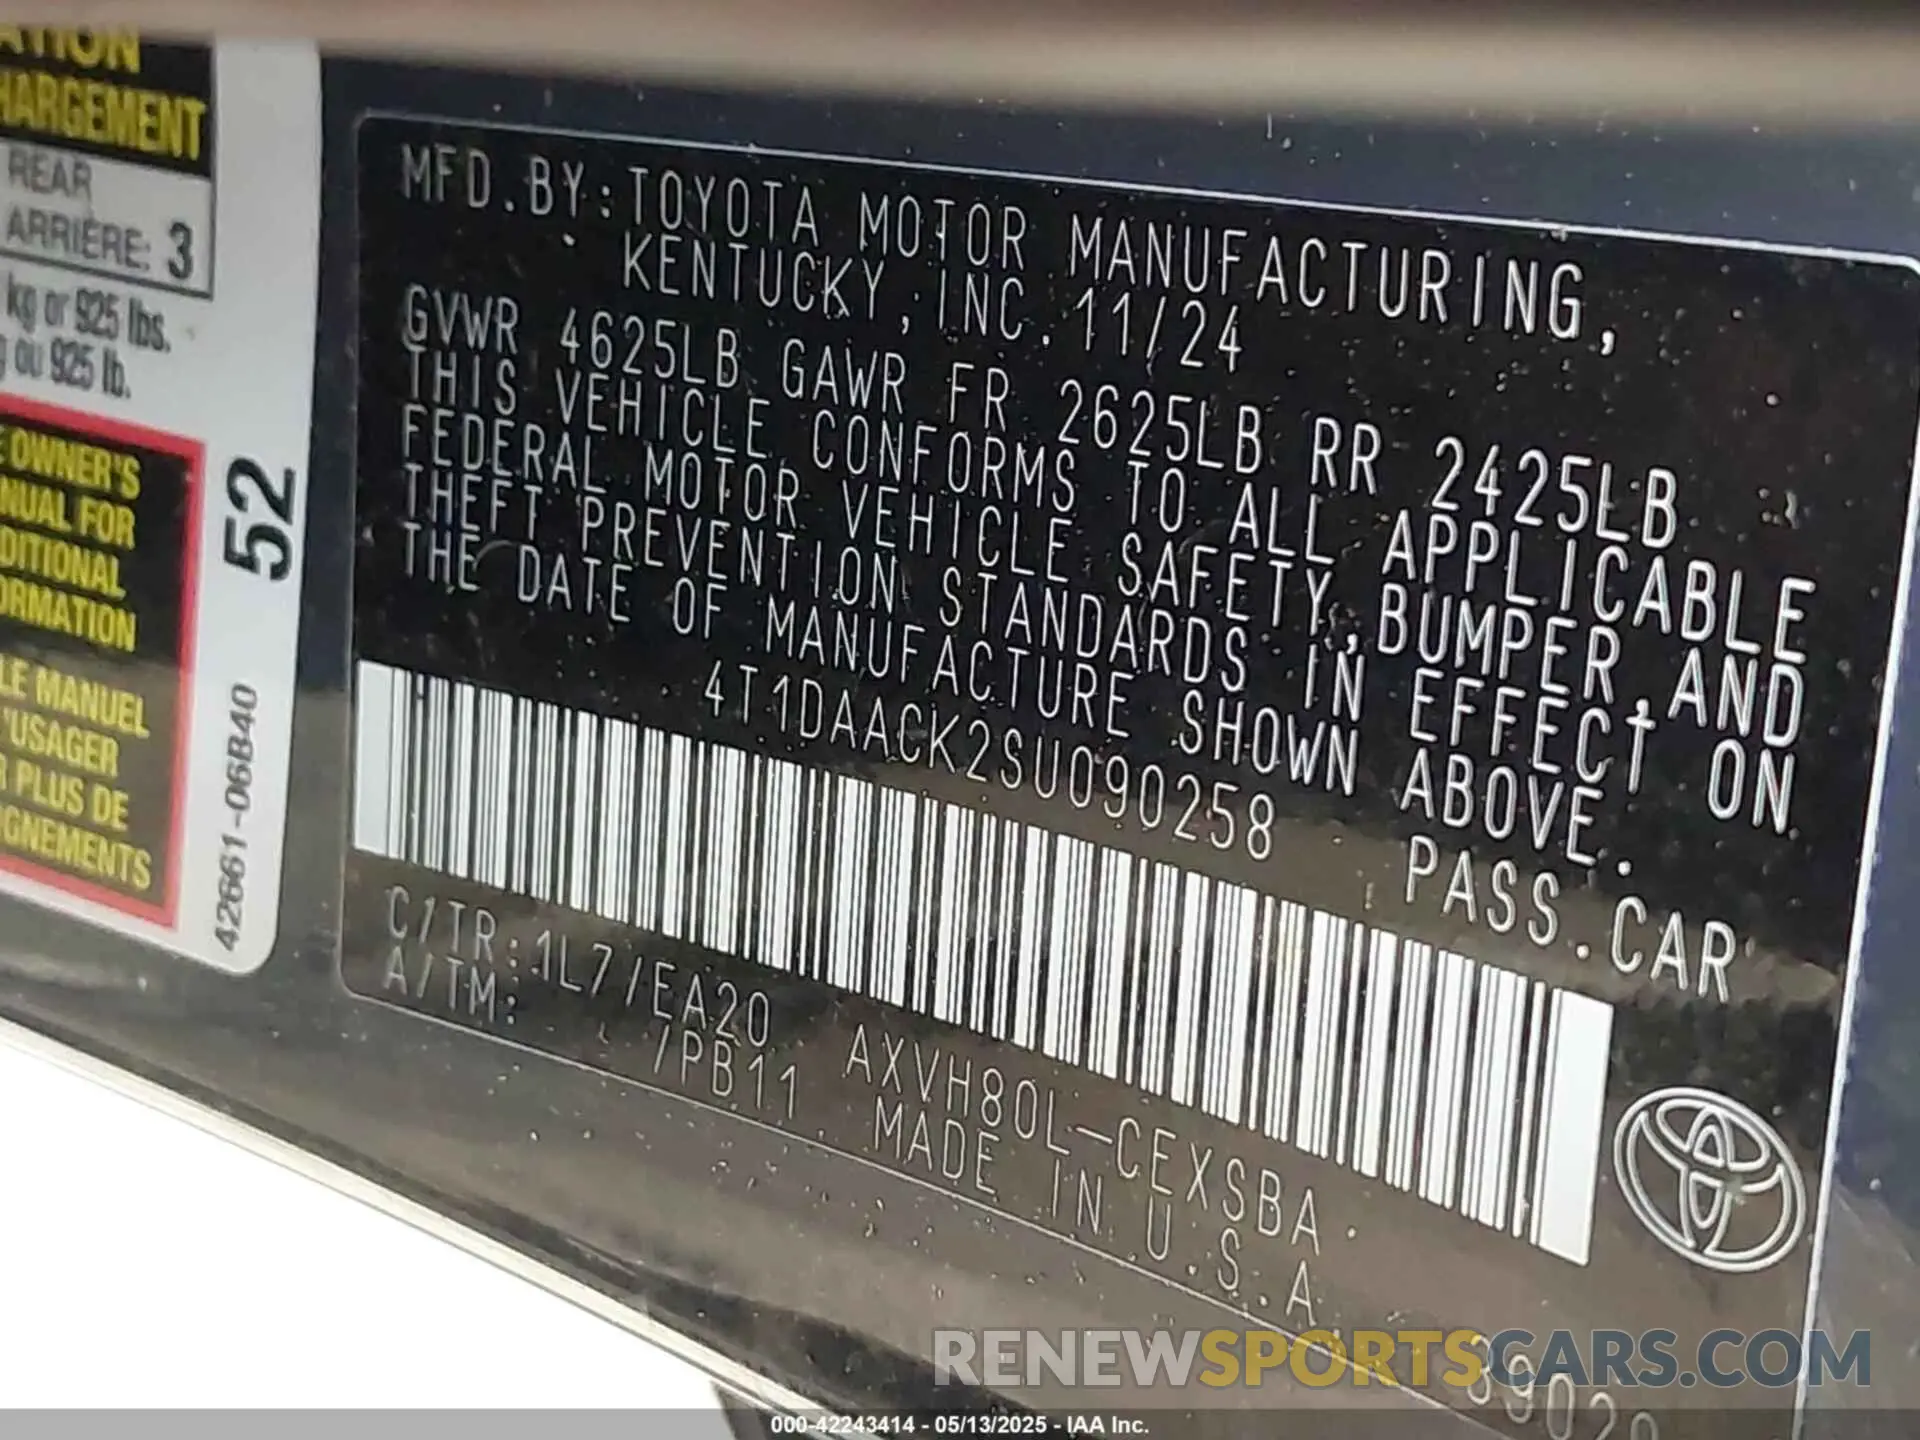 ATION
HARGEMENT
REAR
ARRIÈRE: 3
kg or 925 lbs.
ou 925 lb.
OWNER'S
NUAL FOR
DITIONAL
ORMATION
LE MANUEL
'USAGER
PLUS DE
GNEMENTS
52
42661-06B40
MFD.BY:TOYOTA MOTOR MANUFACTURING,
KENTUCKY,INC.11/24
GVWR 4625LB GAWR FR 2625LB RR 2425LB
THIS VEHICLE CONFORMS TO ALL APPLICABLE
FEDERAL MOTOR VEHICLE SAFETY,BUMPER,AND
THEFT PREVENTION STANDARDS IN EFFECT ON
THE DATE OF MANUFACTURE SHOWN ABOVE.
4T1DAACK2SU090258 PASS.CAR
C/TR:1L7/EA20 AXVH80L-CEXSBA
A/TM: /PB11 MADE IN U.S.A.
89020
RENEWSPORTSCARS.COM
000-42243414 - 05/13/2025 - IAA Inc.